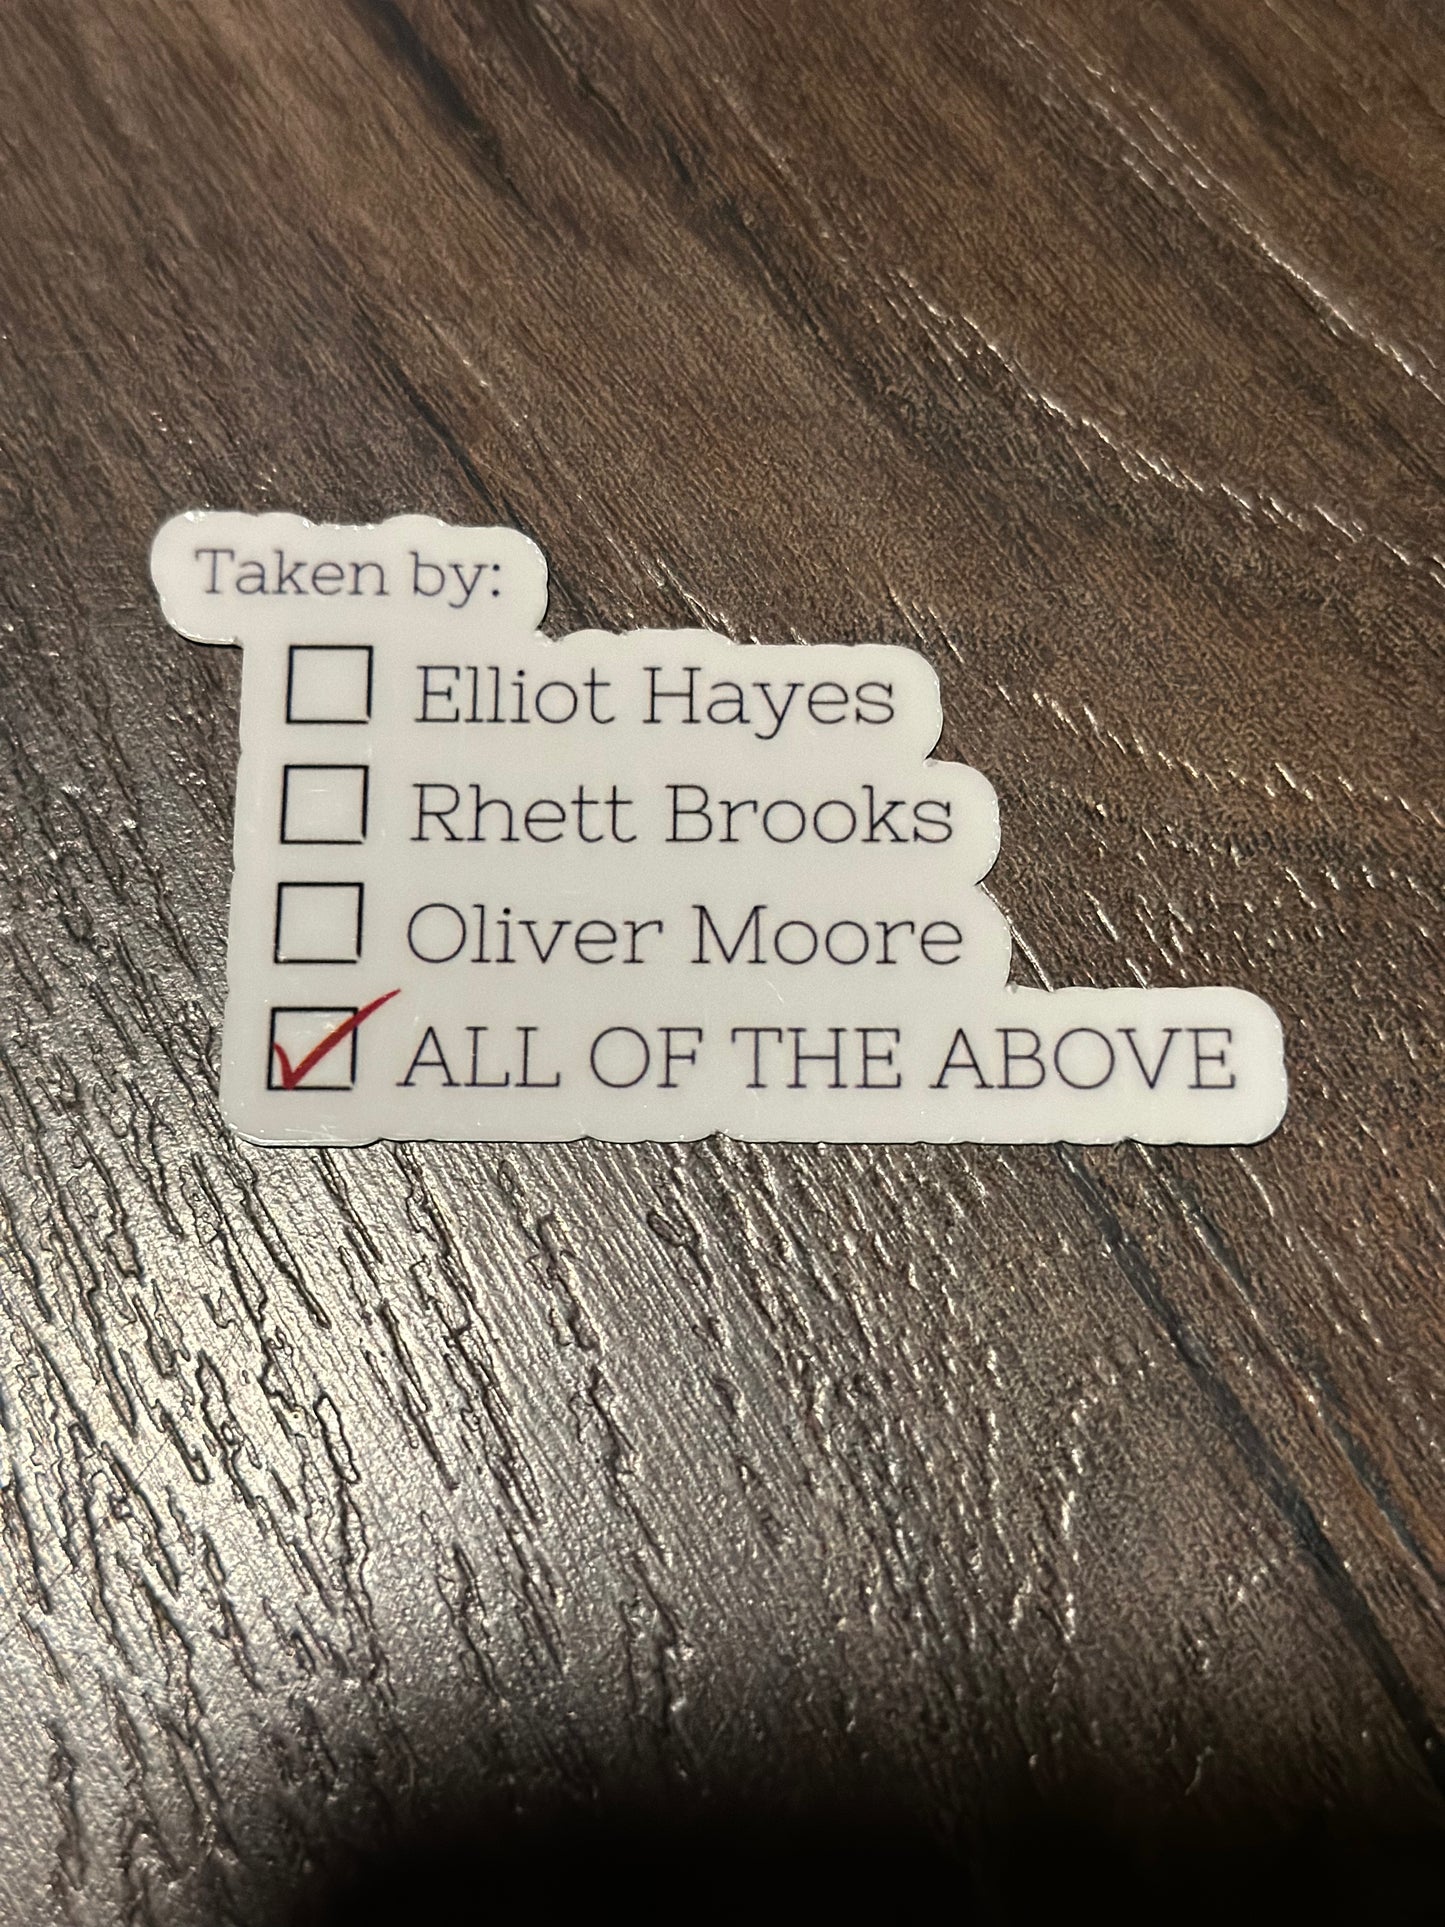 Taken by:
Elliot Hayes
Rhett Brooks
Oliver Moore
ALL OF THE ABOVE